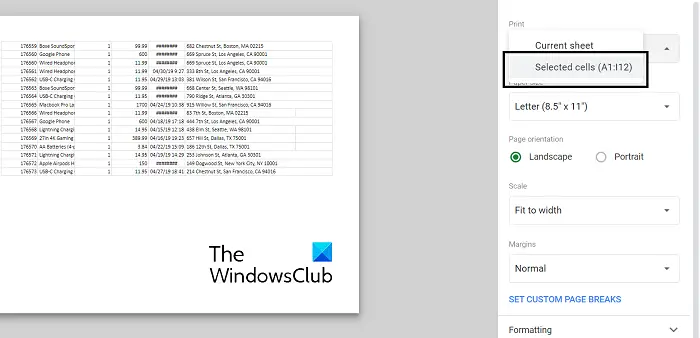 176559 Bose SoundSpor 1 99.99 ######## 682 Chestnut St, Boston, MA 02215
176560 Google Phone 1 600 ######## 669 Spruce St, Los Angeles, CA 90001
176560 Wired Headphon 1 11.99 ######## 669 Spruce St, Los Angeles, CA 90001
176561 Wired Headphon 1 11.99 04/30/19 9:27 333 8th St, Los Angeles, CA 90001
176562 USB-C Charging 1 11.95 04/29/19 13:03 381 Wilson St, San Francisco, CA 94016
176563 Bose SoundSpor 1 99.99 ######## 668 Center St, Seattle, WA 98101
176564 USB-C Charging 1 11.95 ######## 790 Ridge St, Atlanta, GA 30301
176565 Macbook Pro La 1 1700 04/24/19 10:38 915 Willow St, San Francisco, CA 94016
176566 Wired Headphon 1 11.99 ######## 83 7th St, Boston, MA 02215
176567 Google Phone 1 600 04/18/19 17:18 444 7th St, Los Angeles, CA 90001
176568 Lightning Chargi 1 14.95 04/15/19 12:18 438 Elm St, Seattle, WA 98101
176569 27in 4K Gaming 1 389.99 04/16/19 19:23 657 Hill St, Dallas, TX 75001
176570 AA Batteries (4-p 1 3.84 04/22/19 15:09 186 12th St, Dallas, TX 75001
176571 Lightning Chargi 1 14.95 04/19/19 14:29 253 Johnson St, Atlanta, GA 30301
176572 Apple Airpods H 1 150 ######## 149 Dogwood St, New York City, NY 10001
176573 USB-C Charging 1 11.95 04/27/19 18:41 214 Chestnut St, San Francisco, CA 94016
The
WindowsClub
Print
Current sheet
Selected cells (A1:I12)
Letter (8.5" x 11")
Page orientation
Landscape Portrait
Scale
Fit to width
Margins
Normal
SET CUSTOM PAGE BREAKS
Formatting